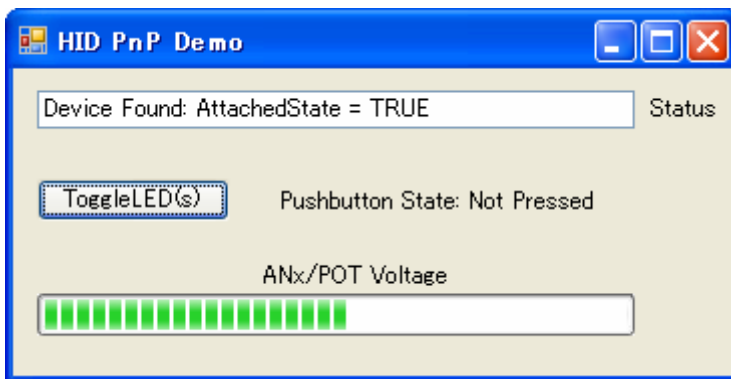 HID PnP Demo
Device Found: AttachedState = TRUE Status
ToggleLED(s) Pushbutton State: Not Pressed
ANx/POT Voltage